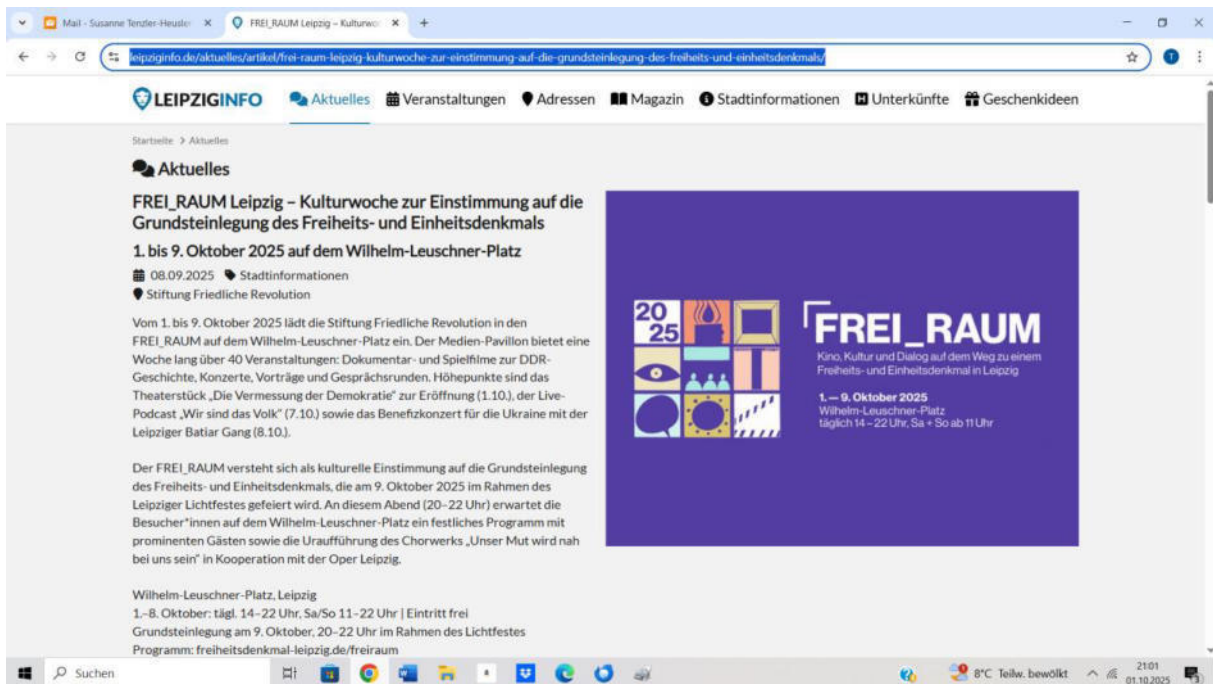 Mail - Susanne Tenzler-Heusler
FREI_RAUM Leipzig – Kulturwoc
leipziginfo.de/aktuelles/artikel/frei-raum-leipzig-kulturwoche-zur-einstimmung-auf-die-grundsteinlegung-des-freiheits-und-einheitsdenkmals/
T
LEIPZIGINFO Aktuelles Veranstaltungen Adressen Magazin Stadtinformationen Unterkünfte Geschenkideen
Startseite > Aktuelles
Aktuelles
FREI_RAUM Leipzig – Kulturwoche zur Einstimmung auf die
Grundsteinlegung des Freiheits- und Einheitsdenkmals
1. bis 9. Oktober 2025 auf dem Wilhelm-Leuschner-Platz
08.09.2025 Stadtinformationen
Stiftung Friedliche Revolution
Vom 1. bis 9. Oktober 2025 lädt die Stiftung Friedliche Revolution in den
FREI_RAUM auf dem Wilhelm-Leuschner-Platz ein. Der Medien-Pavillon bietet eine
Woche lang über 40 Veranstaltungen: Dokumentar- und Spielfilme zur DDR-
Geschichte, Konzerte, Vorträge und Gesprächsrunden. Höhepunkte sind das
Theaterstück „Die Vermessung der Demokratie“ zur Eröffnung (1.10.), der Live-
Podcast „Wir sind das Volk“ (7.10.) sowie das Benefizkonzert für die Ukraine mit der
Leipziger Batiar Gang (8.10.).
Der FREI_RAUM versteht sich als kulturelle Einstimmung auf die Grundsteinlegung
des Freiheits- und Einheitsdenkmals, die am 9. Oktober 2025 im Rahmen des
Leipziger Lichtfestes gefeiert wird. An diesem Abend (20–22 Uhr) erwartet die
Besucher*innen auf dem Wilhelm-Leuschner-Platz ein festliches Programm mit
prominenten Gästen sowie die Uraufführung des Chorwerks „Unser Mut wird nah
bei uns sein“ in Kooperation mit der Oper Leipzig.
Wilhelm-Leuschner-Platz, Leipzig
1.–8. Oktober: tägl. 14–22 Uhr, Sa/So 11–22 Uhr | Eintritt frei
Grundsteinlegung am 9. Oktober, 20–22 Uhr im Rahmen des Lichtfestes
Programm: freiheitsdenkmal-leipzig.de/freiraum
20
25
FREI_RAUM
Kino, Kultur und Dialog auf dem Weg zu einem
Freiheits- und Einheitsdenkmal in Leipzig
1. — 9. Oktober 2025
Wilhelm-Leuschner-Platz
täglich 14 – 22 Uhr, Sa + So ab 11 Uhr
Suchen
8°C Teilw. bewölkt
21:01
01.10.2025